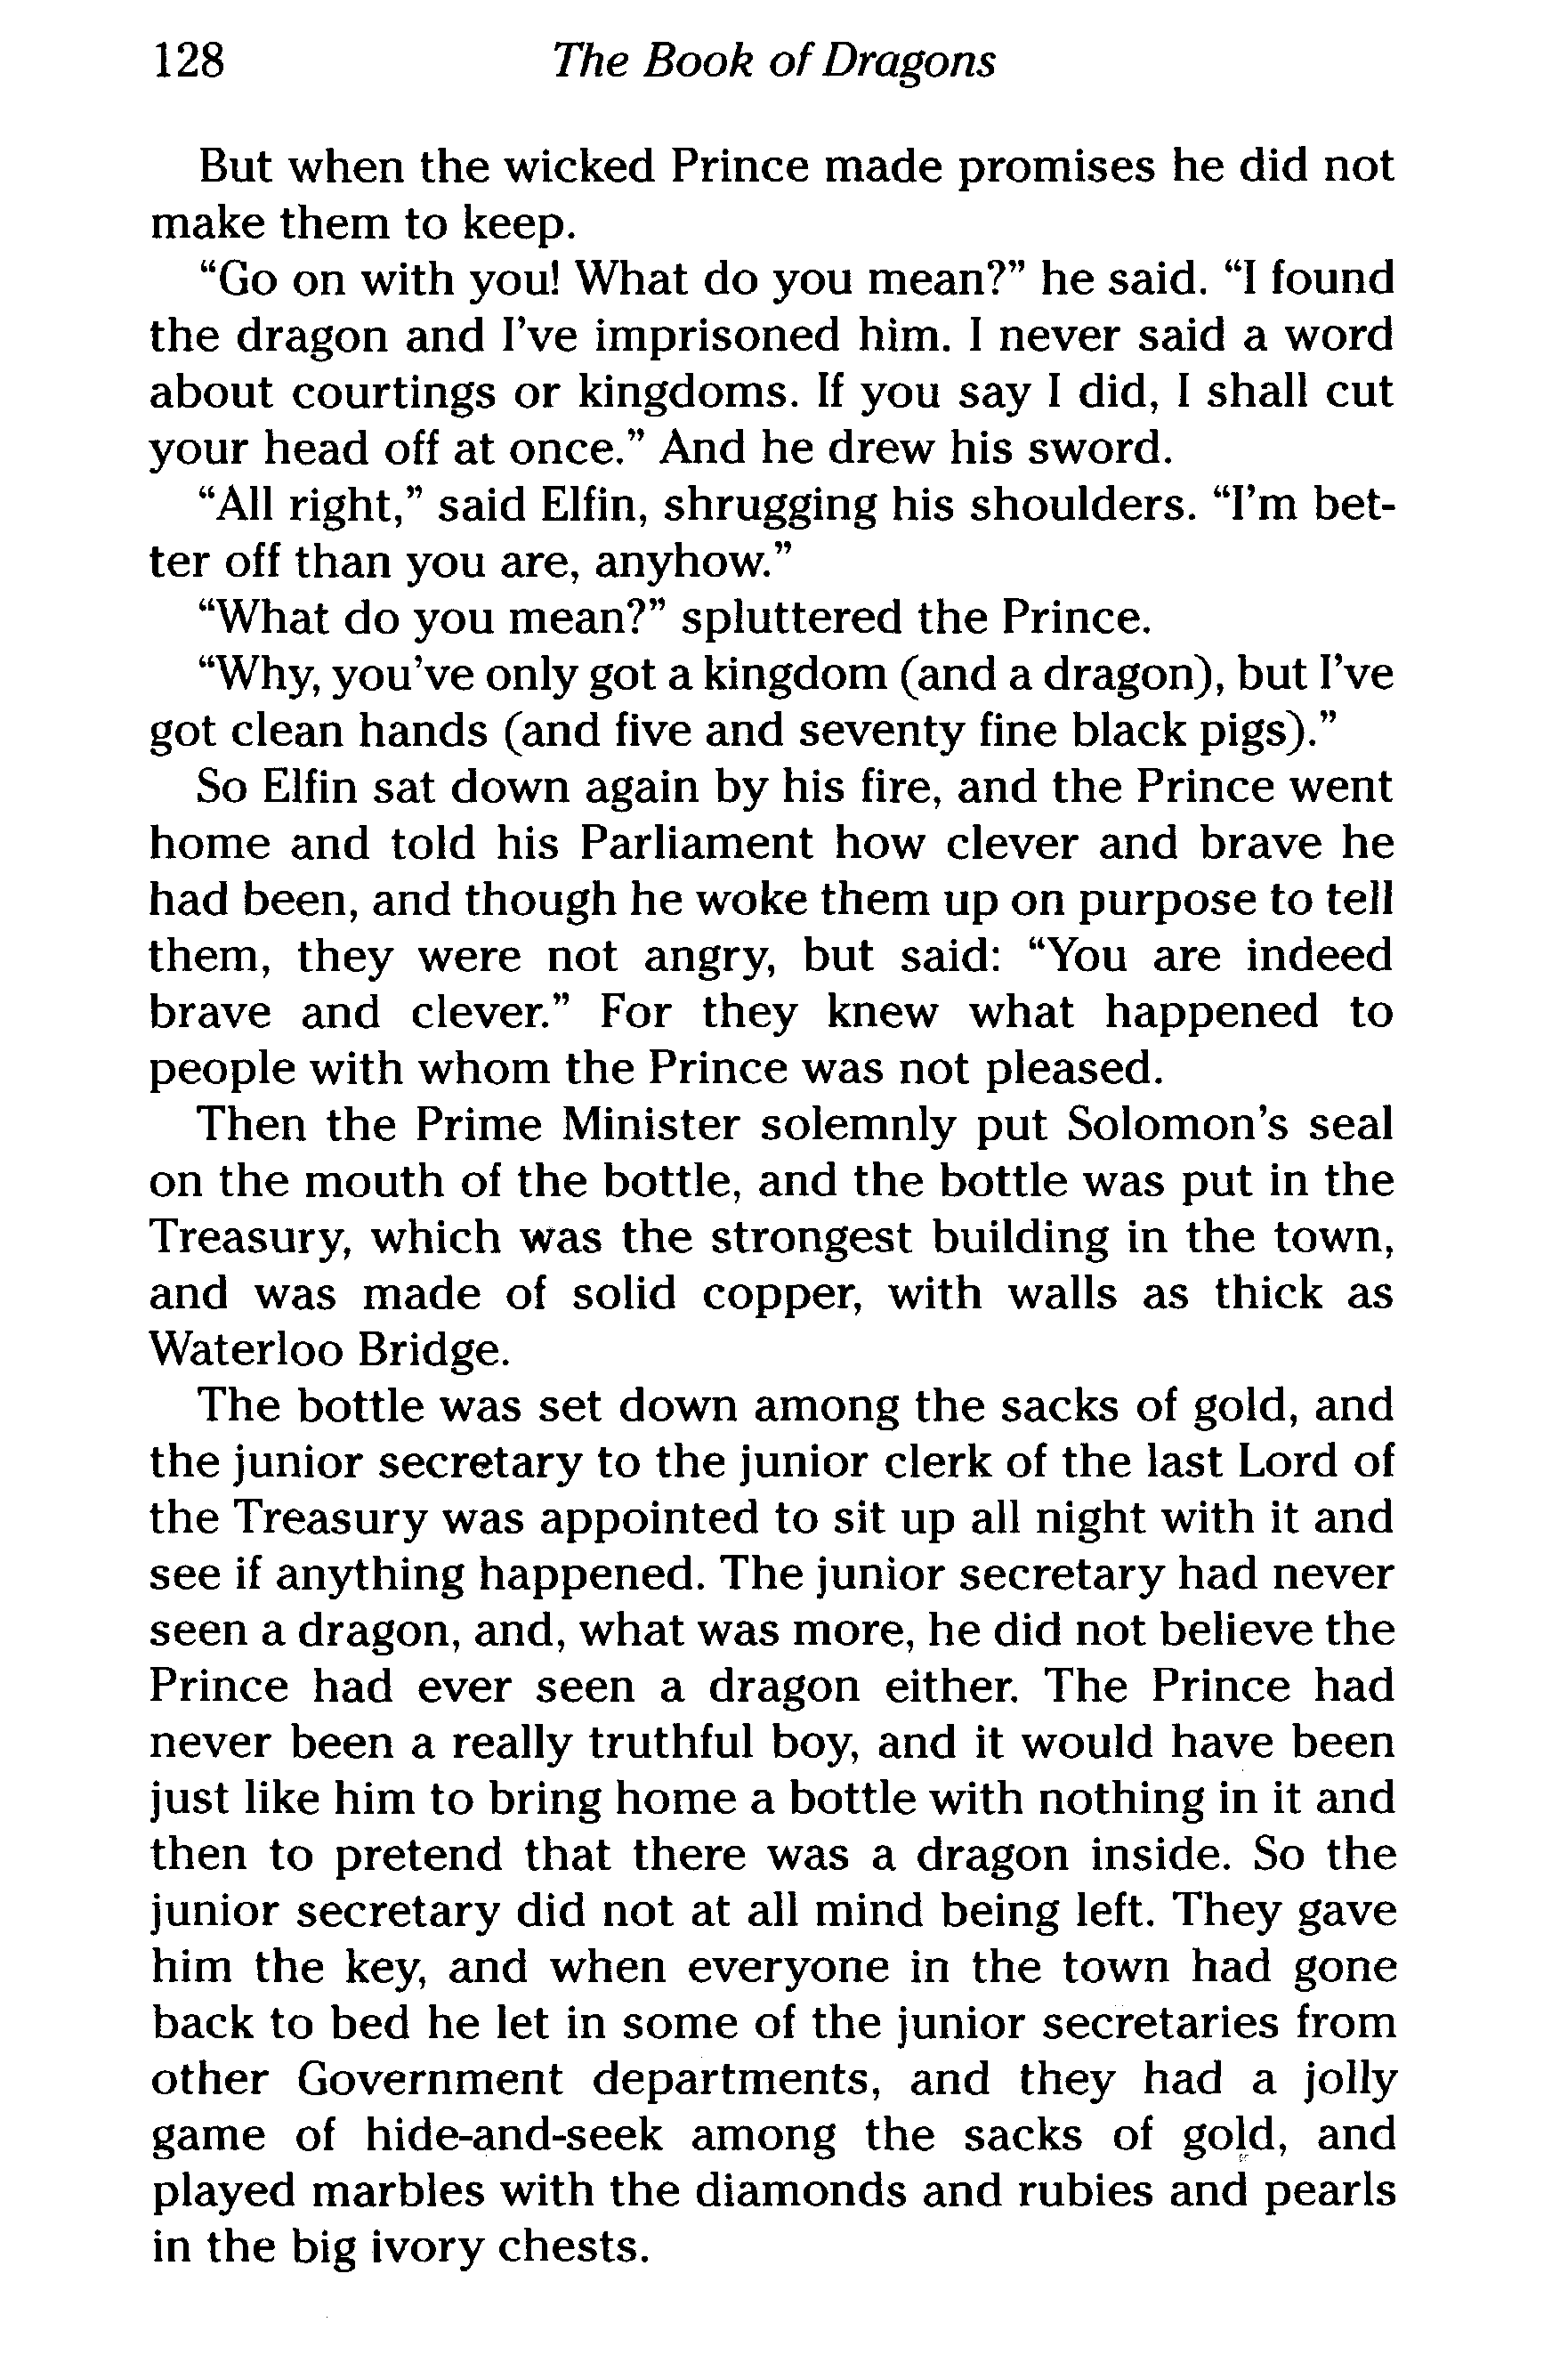 128 The Book of Dragons
But when the wicked Prince made promises he did not
make them to keep.
“Go on with you! What do you mean?” he said. “I found
the dragon and I’ve imprisoned him. I never said a word
about courtings or kingdoms. If you say I did, I shall cut
your head off at once.” And he drew his sword.
“All right,” said Elfin, shrugging his shoulders. “I’m bet-
ter off than you are, anyhow.”
“What do you mean?” spluttered the Prince.
“Why, you’ve only got a kingdom (and a dragon), but I’ve
got clean hands (and five and seventy fine black pigs).”
So Elfin sat down again by his fire, and the Prince went
home and told his Parliament how clever and brave he
had been, and though he woke them up on purpose to tell
them, they were not angry, but said: “You are indeed
brave and clever.” For they knew what happened to
people with whom the Prince was not pleased.
Then the Prime Minister solemnly put Solomon’s seal
on the mouth of the bottle, and the bottle was put in the
Treasury, which was the strongest building in the town,
and was made of solid copper, with walls as thick as
Waterloo Bridge.
The bottle was set down among the sacks of gold, and
the junior secretary to the junior clerk of the last Lord of
the Treasury was appointed to sit up all night with it and
see if anything happened. The junior secretary had never
seen a dragon, and, what was more, he did not believe the
Prince had ever seen a dragon either. The Prince had
never been a really truthful boy, and it would have been
just like him to bring home a bottle with nothing in it and
then to pretend that there was a dragon inside. So the
junior secretary did not at all mind being left. They gave
him the key, and when everyone in the town had gone
back to bed he let in some of the junior secretaries from
other Government departments, and they had a jolly
game of hide-and-seek among the sacks of gold, and
played marbles with the diamonds and rubies and pearls
in the big ivory chests.